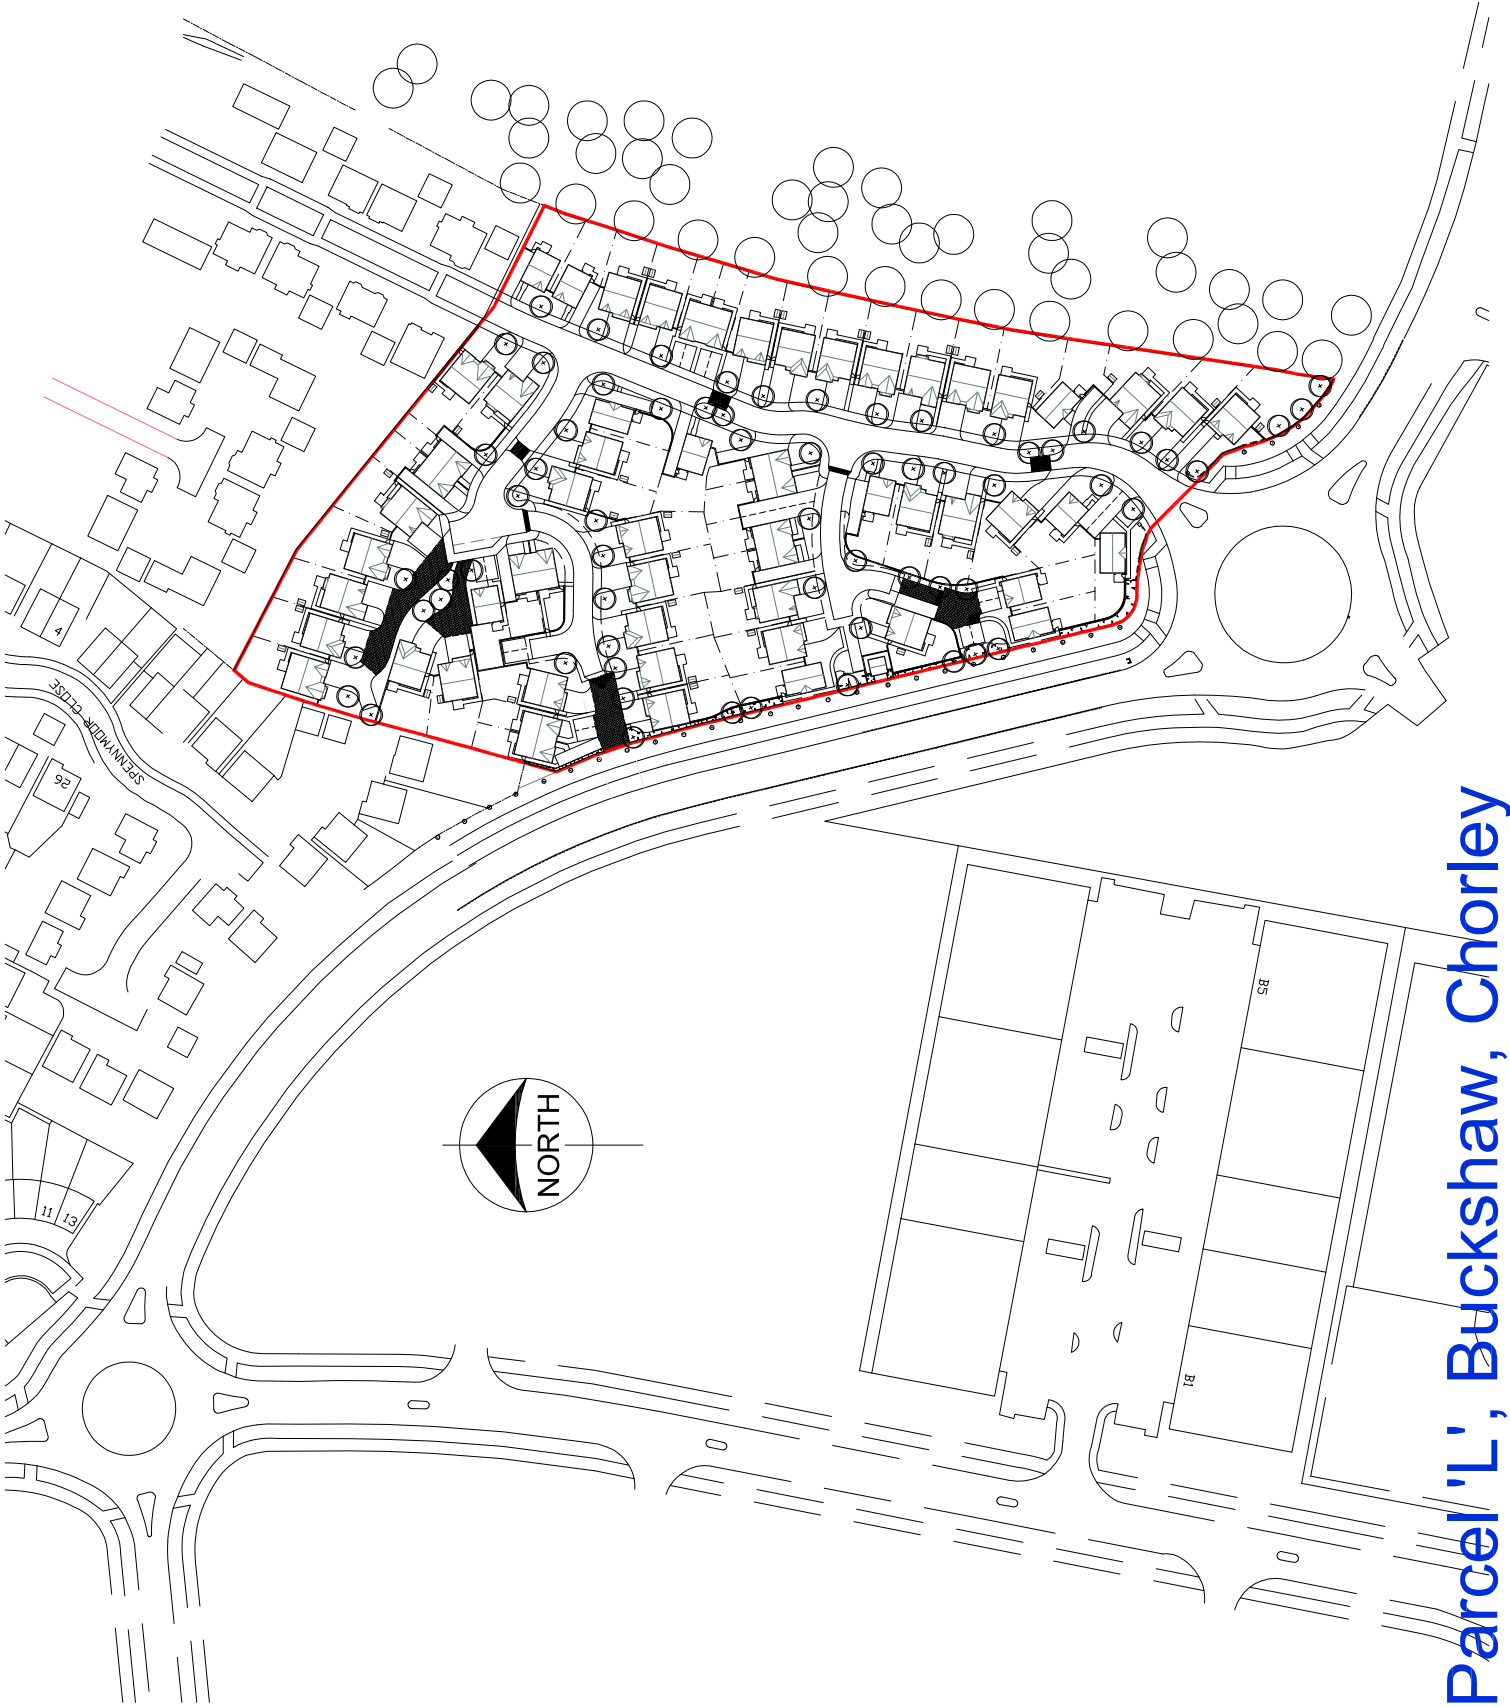 Parcel 'L', Buckshaw, Chorley
NORTH
SPENNYMOOR CLOSE
4
26
11
13
B5
B1